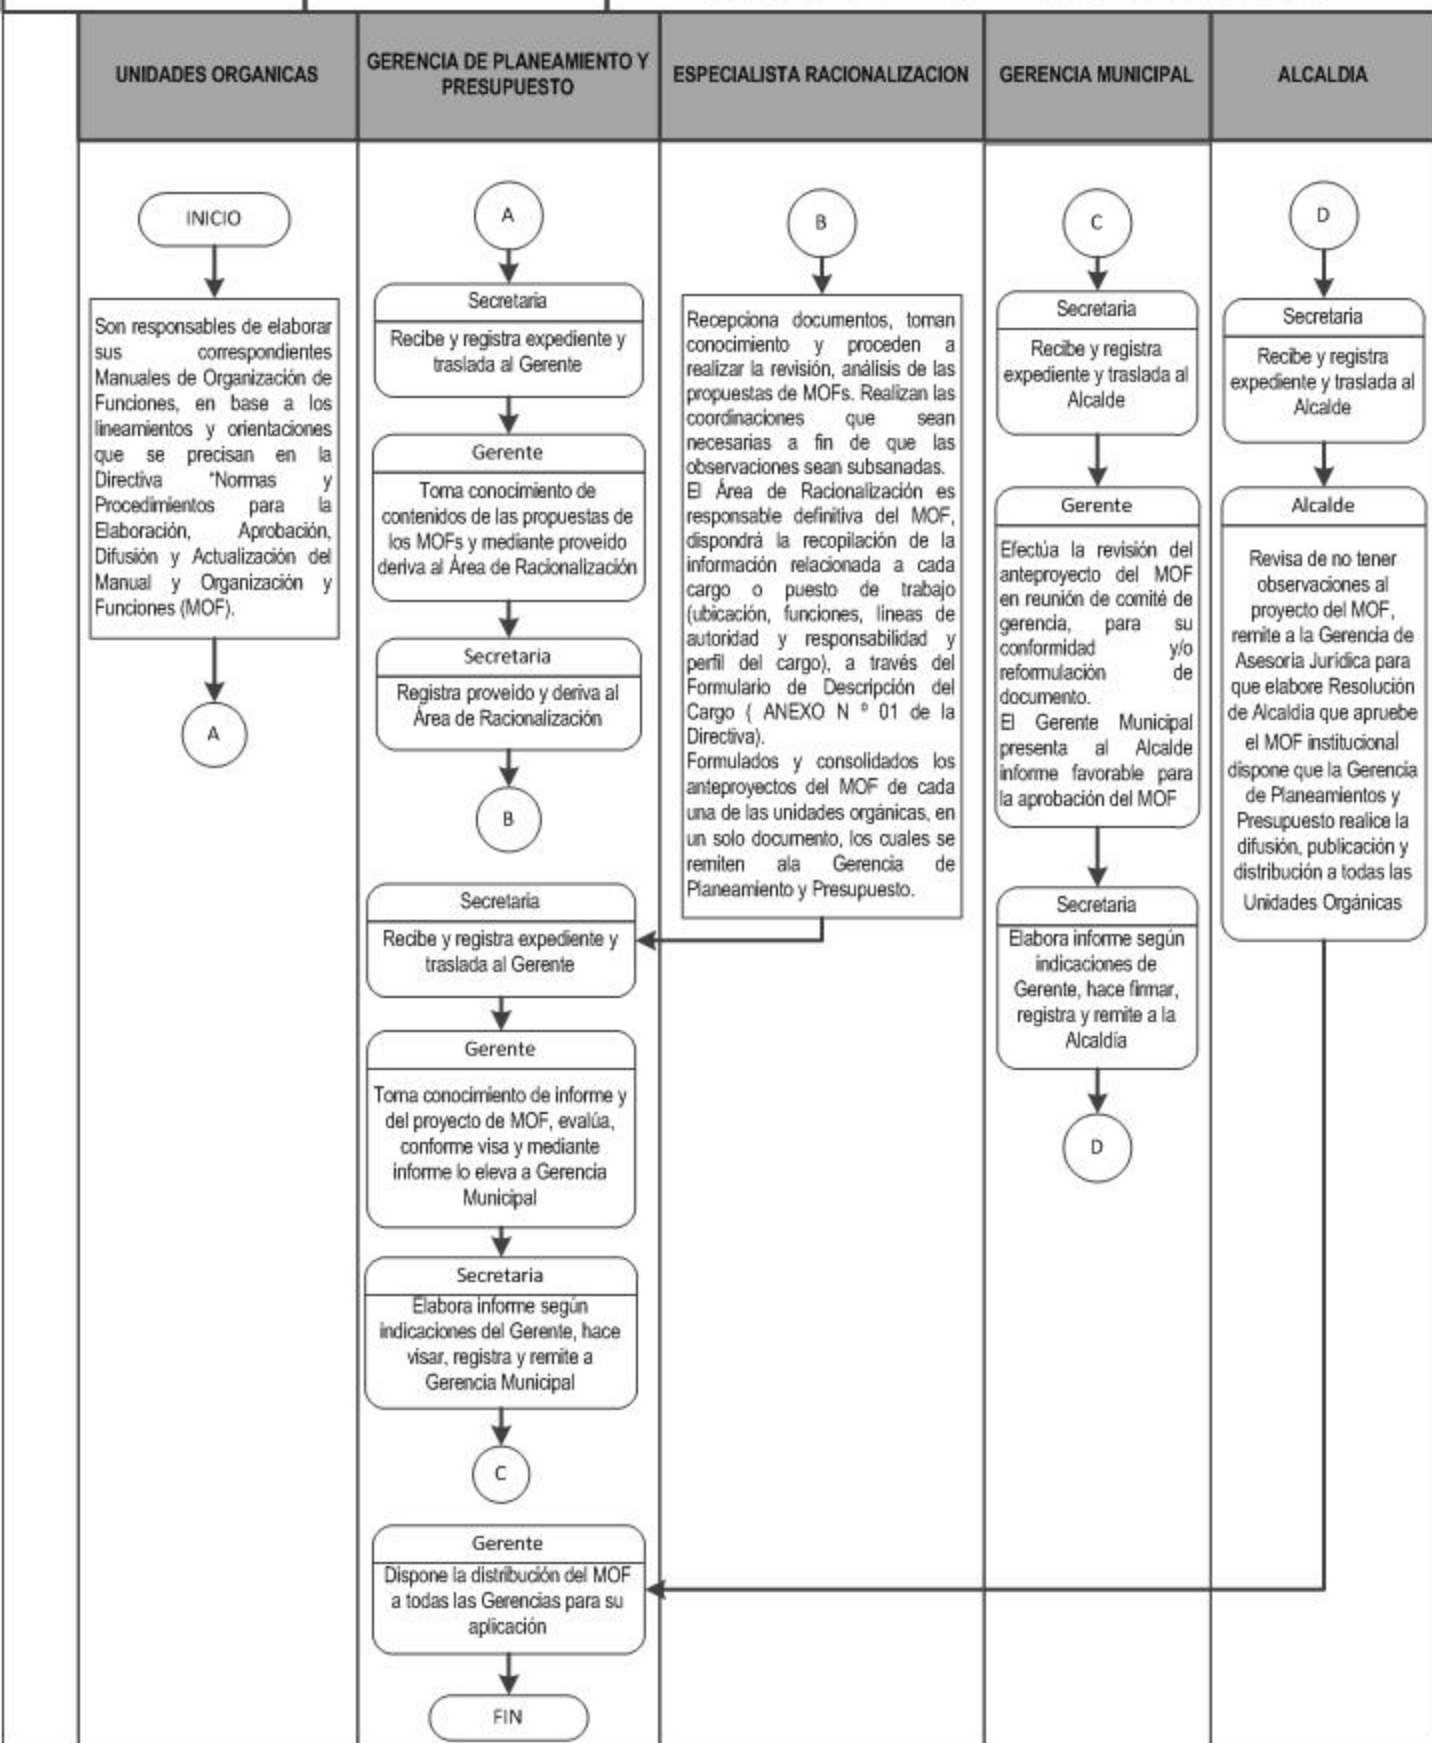 UNIDADES ORGANICAS
GERENCIA DE PLANEAMIENTO Y
PRESUPUESTO
ESPECIALISTA RACIONALIZACION
GERENCIA MUNICIPAL
ALCALDIA
INICIO
Son responsables de elaborar
sus correspondientes
Manuales de Organización de
Funciones, en base a los
lineamientos y orientaciones
que se precisan en la
Directiva "Normas y
Procedimientos para la
Elaboración, Aprobación,
Difusión y Actualización del
Manual y Organización y
Funciones (MOF).
A
A
Secretaria
Recibe y registra expediente y
traslada al Gerente
Gerente
Toma conocimiento de
contenidos de las propuestas de
los MOFs y mediante proveido
deriva al Área de Racionalización
Secretaria
Registra proveído y deriva al
Área de Racionalización
B
Secretaria
Recibe y registra expediente y
traslada al Gerente
Gerente
Toma conocimiento de informe y
del proyecto de MOF, evalúa,
conforme visa y mediante
informe lo eleva a Gerencia
Municipal
Secretaria
Elabora informe según
indicaciones del Gerente, hace
visar, registra y remite a
Gerencia Municipal
C
Gerente
Dispone la distribución del MOF
a todas las Gerencias para su
aplicación
FIN
B
Recepciona documentos, toman
conocimiento y proceden a
realizar la revisión, análisis de las
propuestas de MOFs. Realizan las
coordinaciones que sean
necesarias a fin de que las
observaciones sean subsanadas.
El Área de Racionalización es
responsable definitiva del MOF,
dispondrá la recopilación de la
información relacionada a cada
cargo o puesto de trabajo
(ubicación, funciones, líneas de
autoridad y responsabilidad y
perfil del cargo), a través del
Formulario de Descripción del
Cargo ( ANEXO N º 01 de la
Directiva).
Formulados y consolidados los
anteproyectos del MOF de cada
una de las unidades orgánicas, en
un solo documento, los cuales se
remiten ala Gerencia de
Planeamiento y Presupuesto.
C
Secretaria
Recibe y registra
expediente y traslada al
Alcalde
Gerente
Efectúa la revisión del
anteproyecto del MOF
en reunión de comité de
gerencia, para su
conformidad y/o
reformulación de
documento.
El Gerente Municipal
presenta al Alcalde
informe favorable para
la aprobación del MOF
Secretaria
Elabora informe según
indicaciones de
Gerente, hace firmar,
registra y remite a la
Alcaldía
D
D
Secretaria
Recibe y registra
expediente y traslada al
Alcalde
Alcalde
Revisa de no tener
observaciones al
proyecto del MOF,
remite a la Gerencia de
Asesoría Jurídica para
que elabore Resolución
de Alcaldía que apruebe
el MOF institucional
dispone que la Gerencia
de Planeamientos y
Presupuesto realice la
difusión, publicación y
distribución a todas las
Unidades Orgánicas